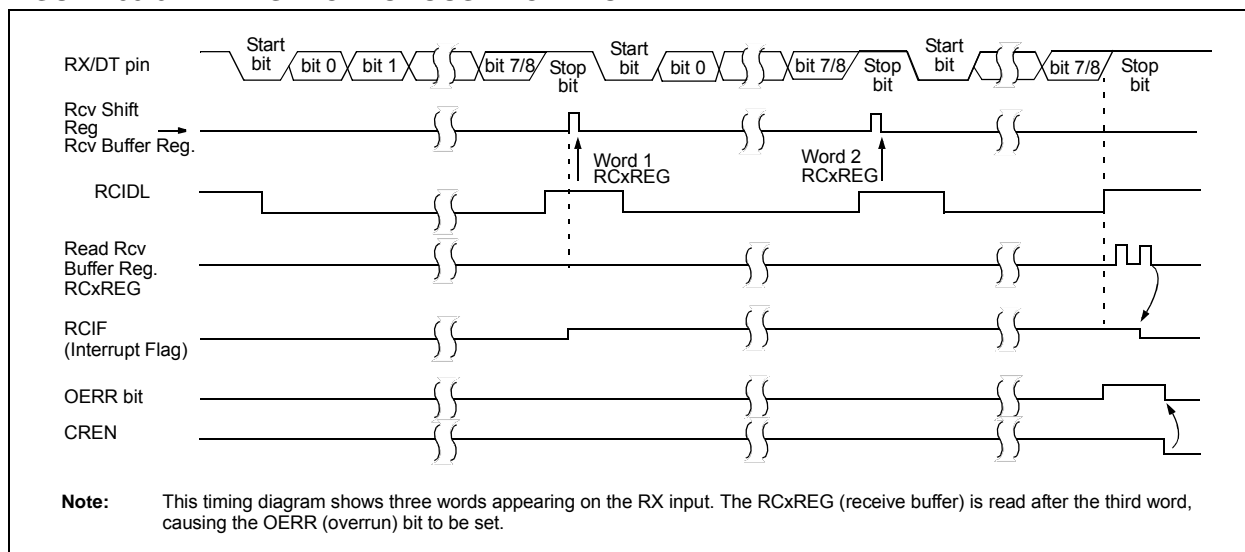 Start
bit
bit 0
bit 1
bit 7/8
Stop
bit
Start
bit
bit 0
bit 7/8
Stop
bit
Start
bit
bit 7/8
Stop
bit
RX/DT pin
Rcv Shift
Reg
Rcv Buffer Reg.
Word 1
RCxREG
Word 2
RCxREG
RCIDL
Read Rcv
Buffer Reg.
RCxREG
RCIF
(Interrupt Flag)
OERR bit
CREN
Note: This timing diagram shows three words appearing on the RX input. The RCxREG (receive buffer) is read after the third word,
causing the OERR (overrun) bit to be set.